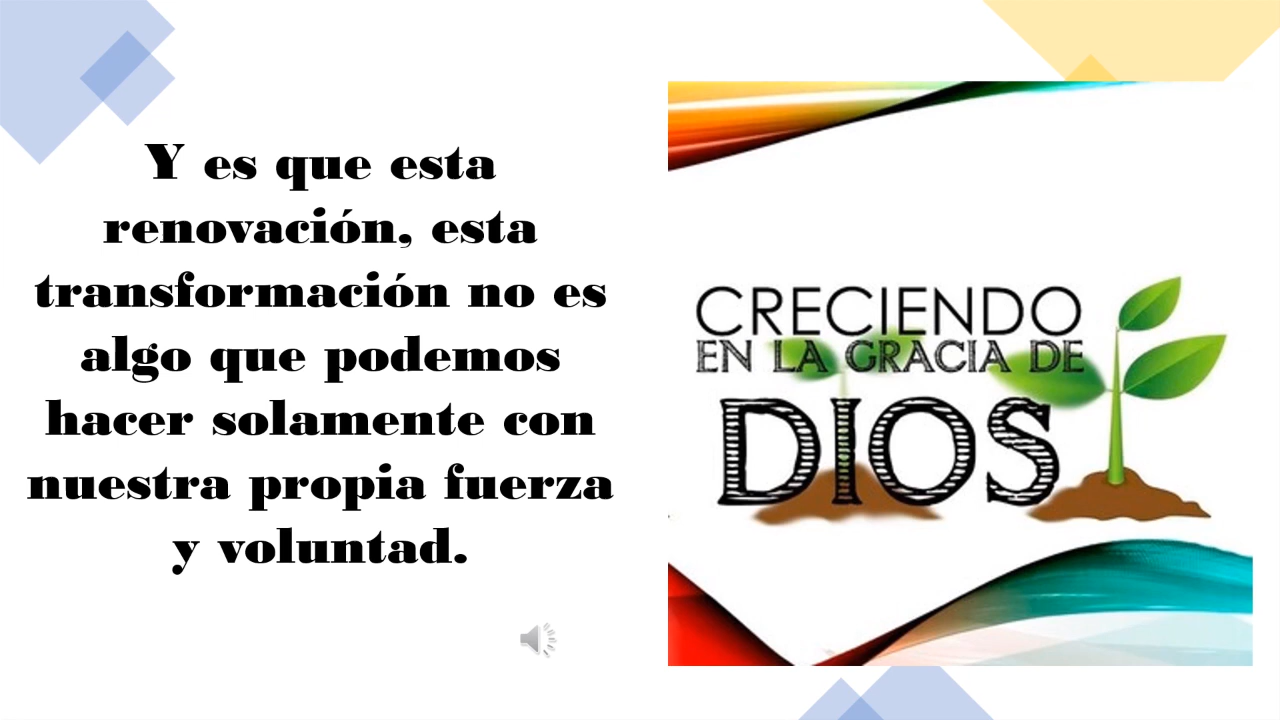 Y es que esta
renovación, esta
transformación no es
algo que podemos
hacer solamente con
nuestra propia fuerza
y voluntad.
CRECIENDO
EN LA GRACIA DE
DIOS